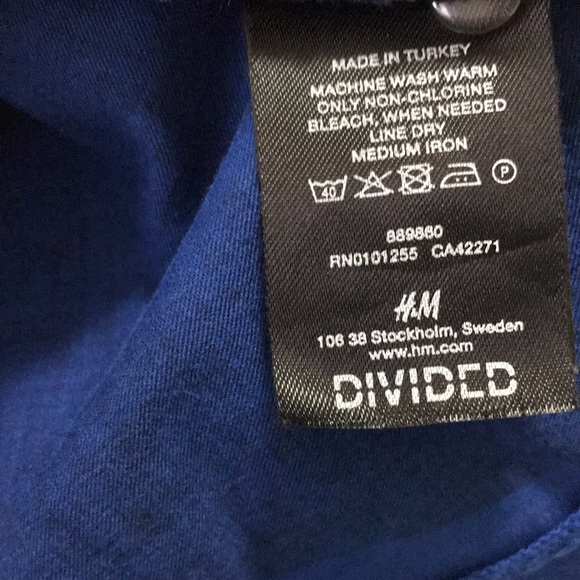 MADE IN TURKEY
MACHINE WASH WARM
ONLY NON-CHLORINE
BLEACH, WHEN NEEDED
LINE DRY
MEDIUM IRON
40 P
889860
RN0101255 CA42271
H&M
106 38 Stockholm, Sweden
www.hm.com
DIVIDED